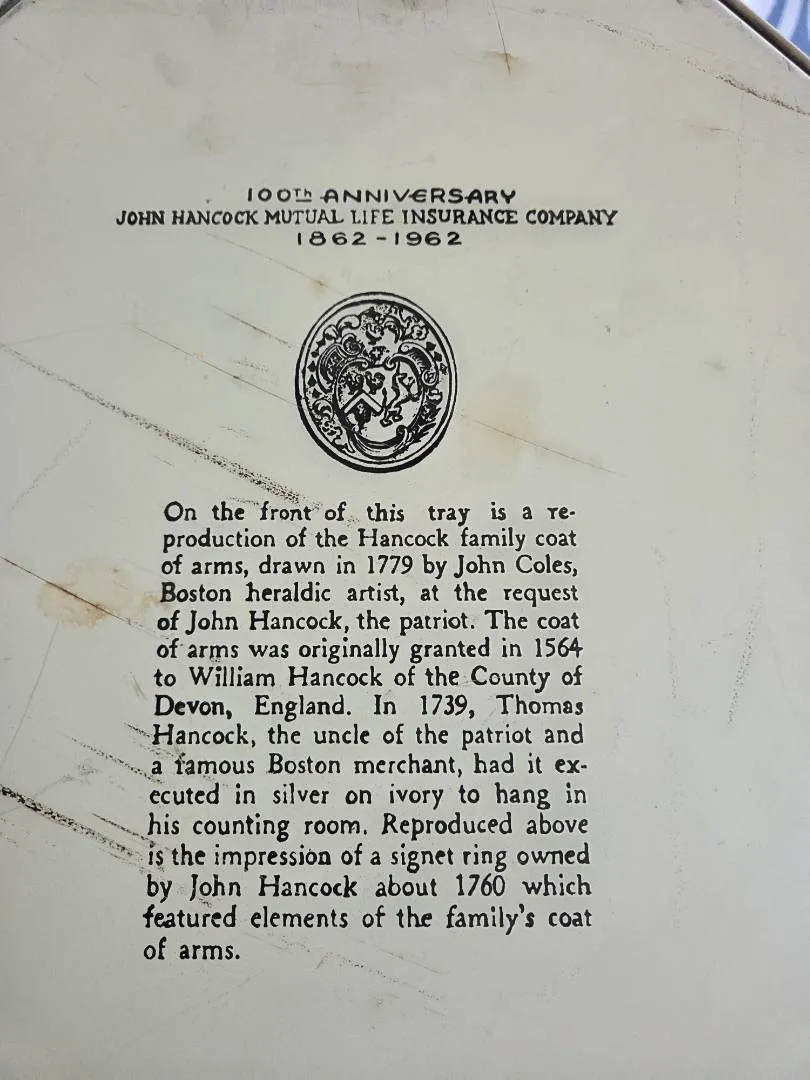 100Th ANNIVERSARY
JOHN HANCOCK MUTUAL LIFE INSURANCE COMPANY
1862-1962
On the front of this tray is a re-
production of the Hancock family coat
of arms, drawn in 1779 by John Coles,
Boston heraldic artist, at the request
of John Hancock, the patriot. The coat
of arms was originally granted in 1564
to William Hancock of the County of
Devon, England. In 1739, Thomas
Hancock, the uncle of the patriot and
a famous Boston merchant, had it ex-
ecuted in silver on ivory to hang in
his counting room. Reproduced above
is the impression of a signet ring owned
by John Hancock about 1760 which
featured elements of the family's coat
of arms.